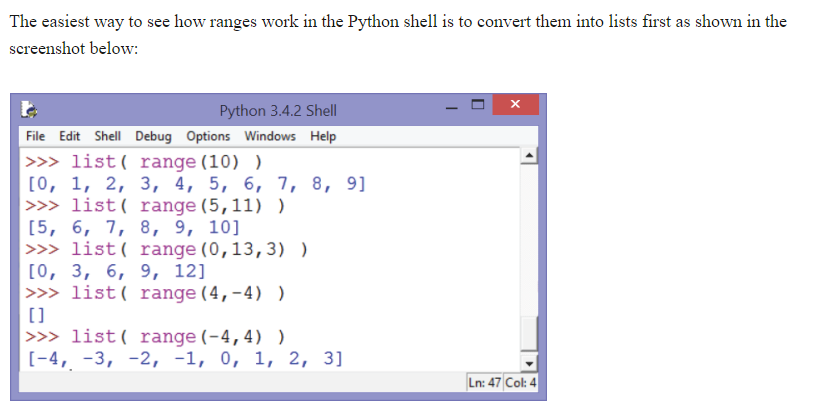 The easiest way to see how ranges work in the Python shell is to convert them into lists first as shown in the
screenshot below:
Python 3.4.2 Shell
File Edit Shell Debug Options Windows Help
>>> list( range(10) )
[0, 1, 2, 3, 4, 5, 6, 7, 8, 9]
>>> list( range(5,11) )
[5, 6, 7, 8, 9, 10]
>>> list( range(0,13,3) )
[0, 3, 6, 9, 12]
>>> list( range(4,-4) )
[]
>>> list( range(-4,4) )
[-4, -3, -2, -1, 0, 1, 2, 3]
Ln: 47 Col: 4